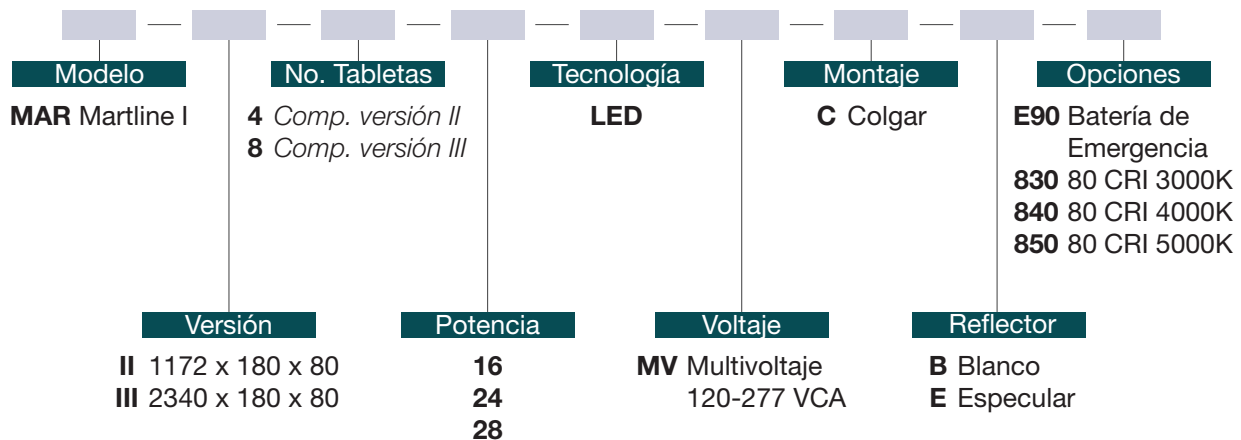 Modelo
MAR Martline I
No. Tabletas
4 Comp. versión II
8 Comp. versión III
Tecnología
LED
Montaje
C Colgar
Opciones
E90 Batería de
Emergencia
830 80 CRI 3000K
840 80 CRI 4000K
850 80 CRI 5000K
Versión
II 1172 x 180 x 80
III 2340 x 180 x 80
Potencia
16
24
28
Voltaje
MV Multivoltaje
120-277 VCA
Reflector
B Blanco
E Especular